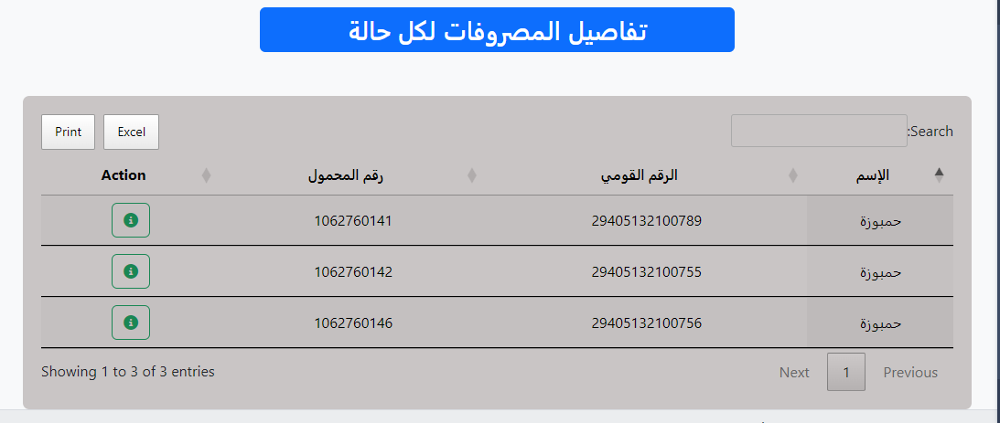 تفاصيل المصروفات لكل حالة
Print Excel Search:
الإسم الرقم القومي رقم المحمول Action
حمبوزة 29405132100789 1062760141
حمبوزة 29405132100755 1062760142
حمبوزة 29405132100756 1062760146
Showing 1 to 3 of 3 entries Next 1 Previous